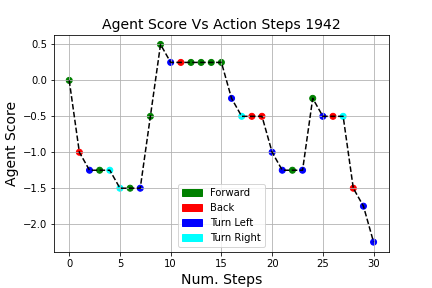 Agent Score Vs Action Steps 1942
0.5
0.0
−0.5
−1.0
−1.5
−2.0
Agent Score
Forward
Back
Turn Left
Turn Right
0 5 10 15 20 25 30
Num. Steps